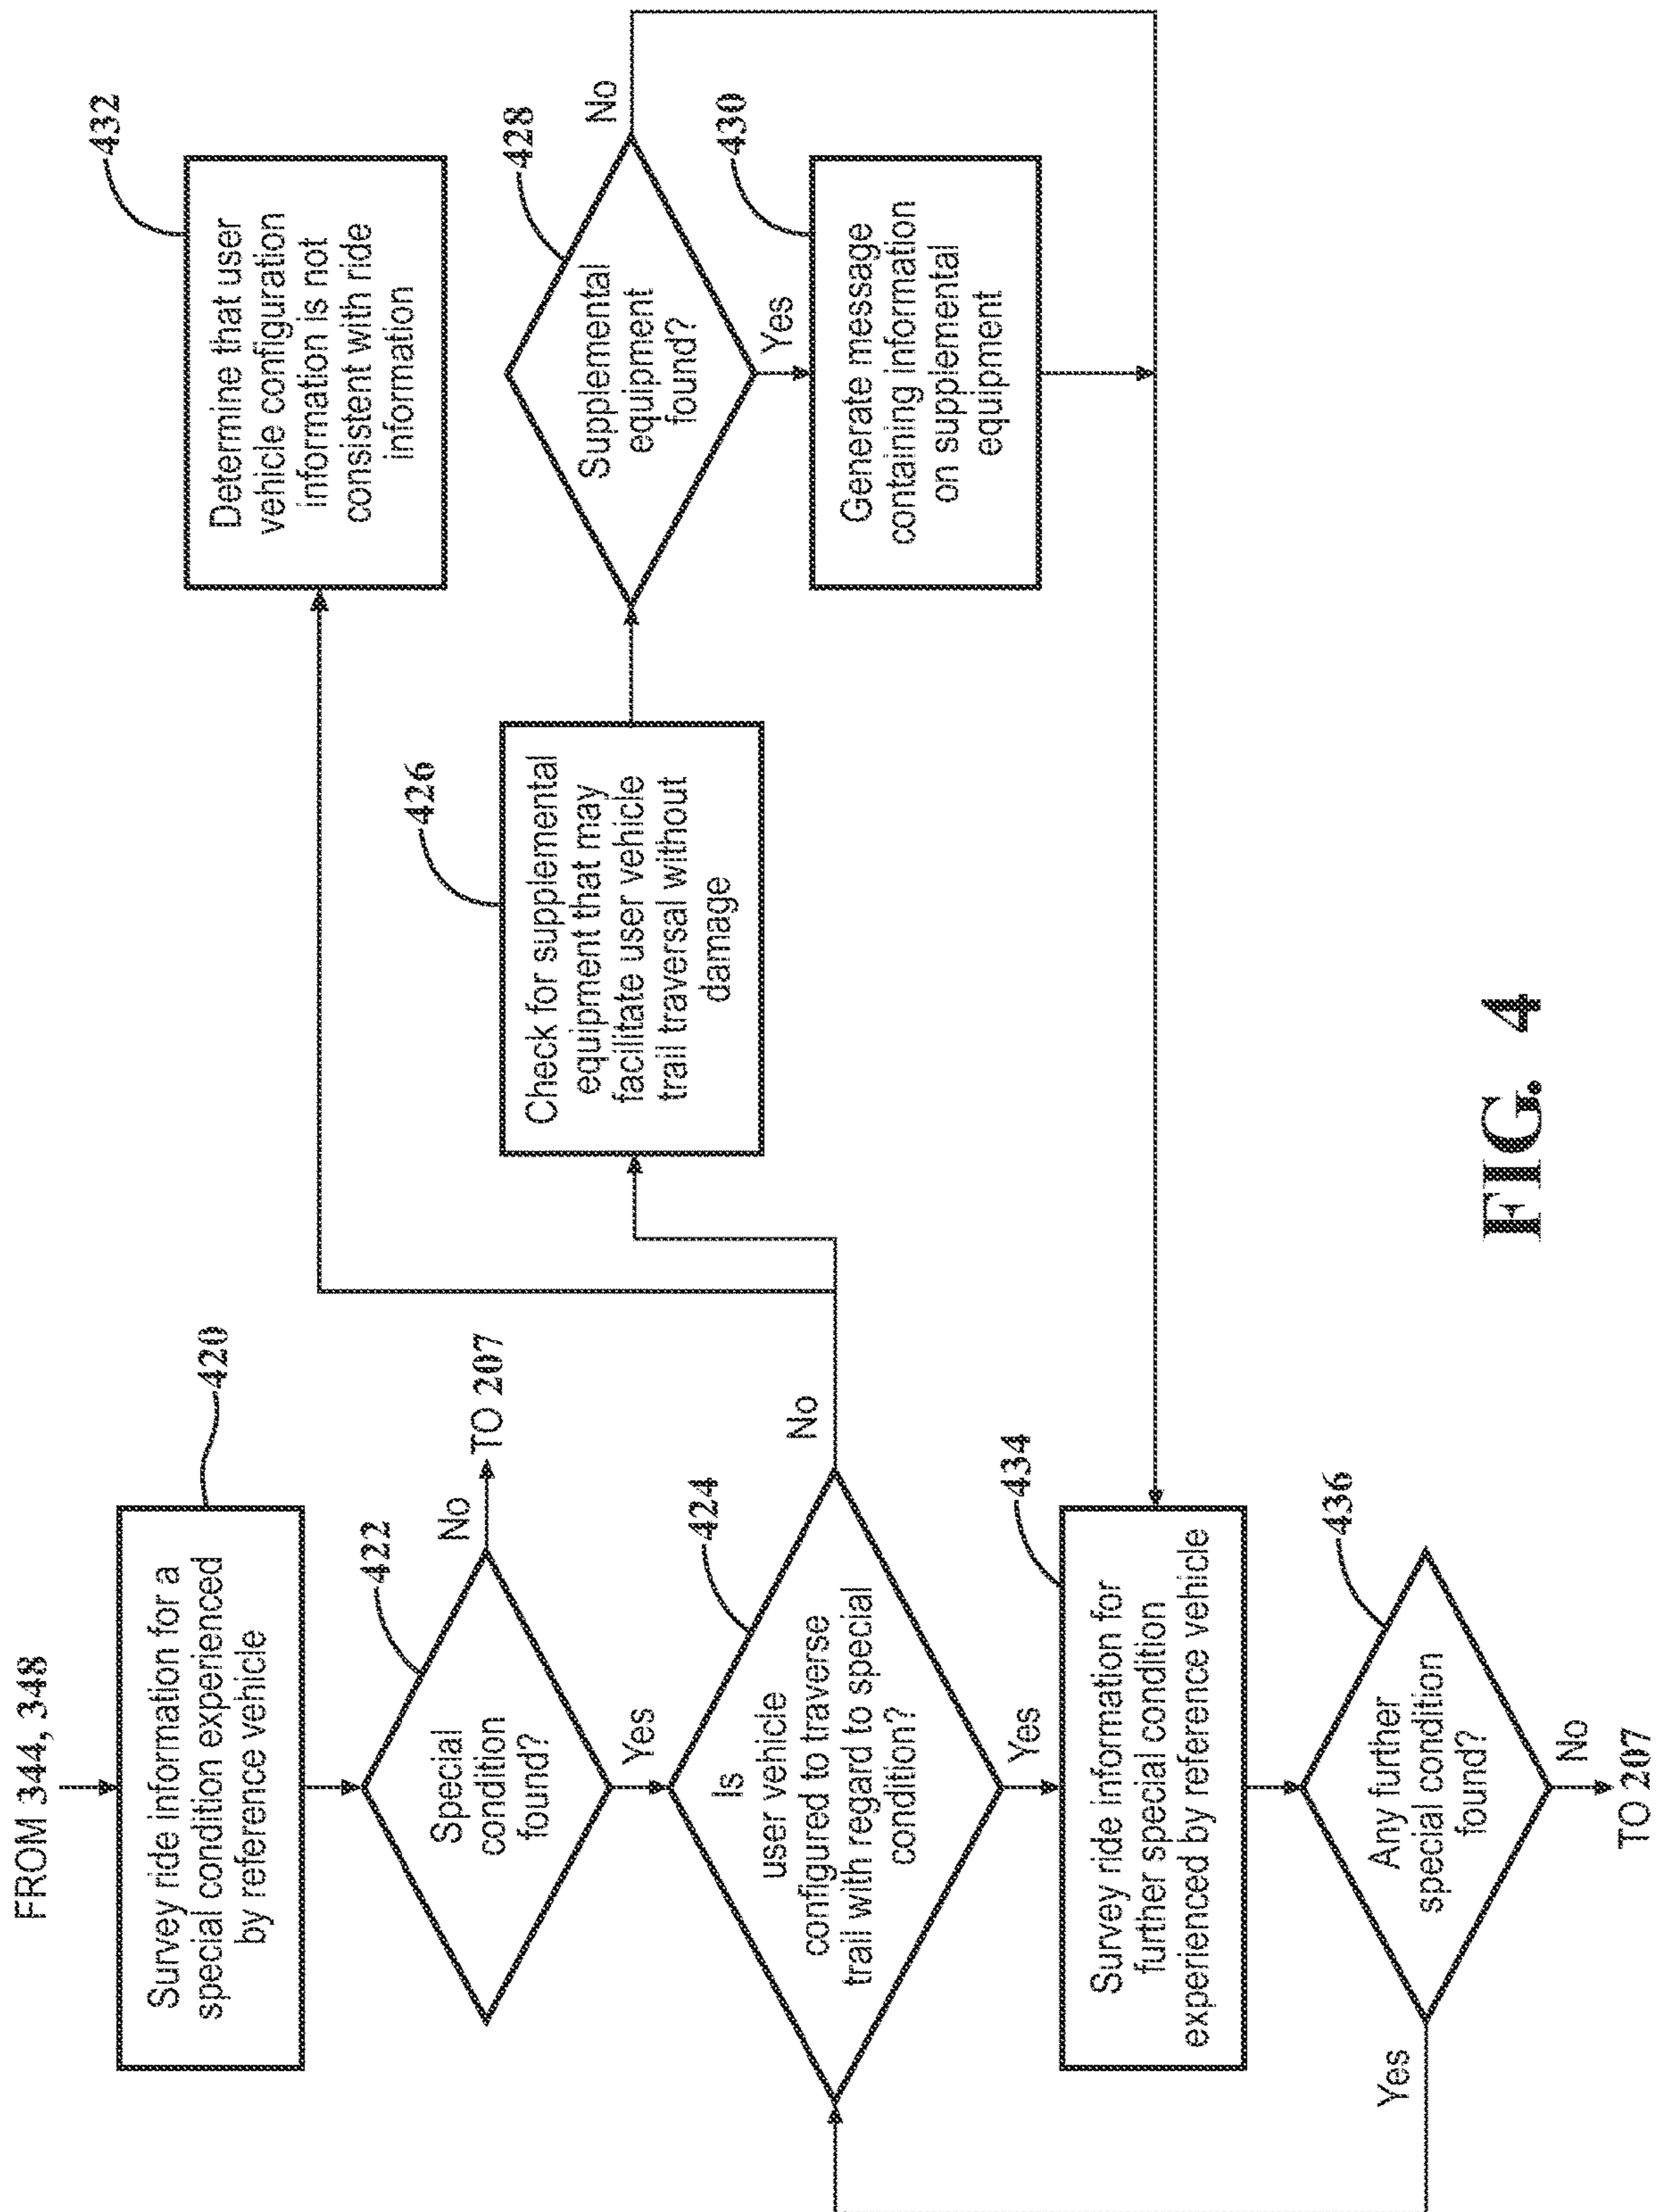 FROM 344, 348
420
Survey ride information for a
special condition experienced
by reference vehicle
422
Special
condition
found?
No
TO 207
Yes
424
Is
user vehicle
configured to traverse
trail with regard to special
condition?
No
Yes
426
Check for supplemental
equipment that may
facilitate user vehicle
trail traversal without
damage
432
Determine that user
vehicle configuration
information is not
consistent with ride
information
428
Supplemental
equipment
found?
No
Yes
430
Generate message
containing information
on supplemental
equipment
434
Survey ride information for
further special condition
experienced by reference vehicle
436
Any further
special condition
found?
Yes
No
TO 207
FIG. 4